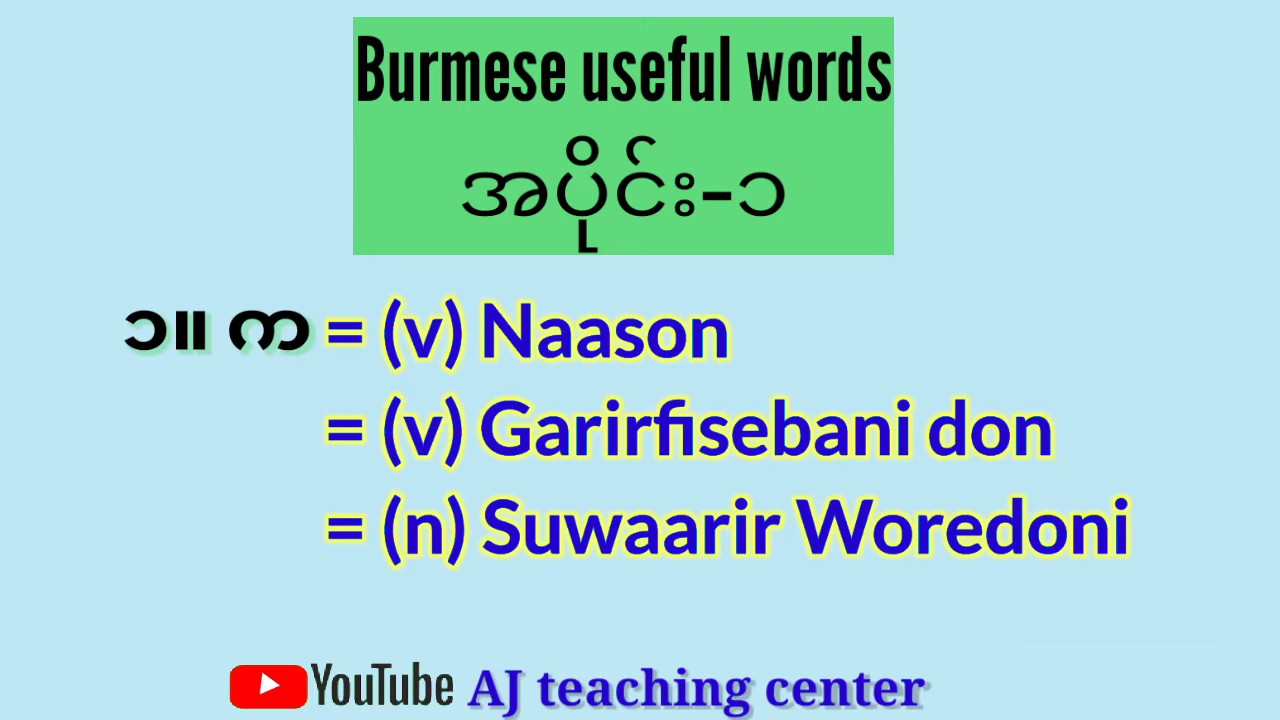 Burmese useful words
အပိုင်း-၁
၁။ က = (v) Naason
= (v) Garirfisebani don
= (n) Suwaarir Woredoni
YouTube AJ teaching center